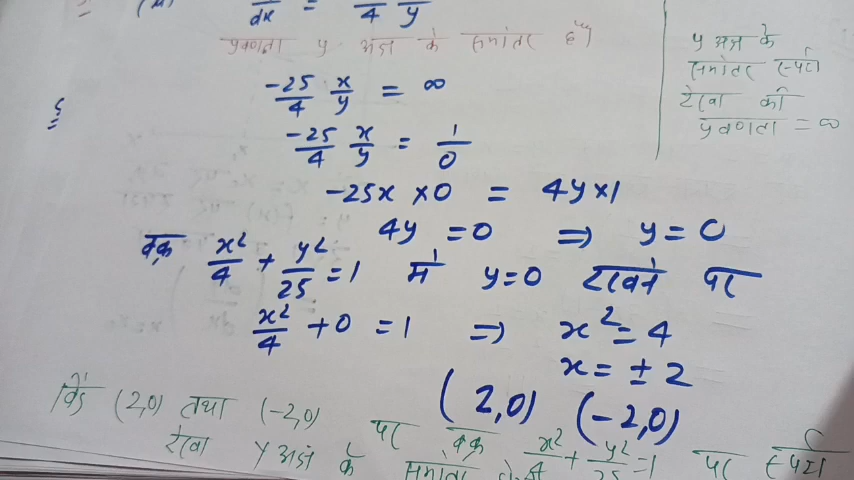 (ii) dy/dx = -25/4 x/y
प्रवणता y अक्ष के समांतर है।
-25/4 x/y = ∞
-25/4 x/y = 1/0
-25x × 0 = 4y×1
4y = 0 ⇒ y = 0
वक्र x²/4 + y²/25 = 1 में y=0 रखने पर
x²/4 + 0 = 1 ⇒ x² = 4
x = ± 2
(2,0) (-2,0)
बिंदु (2,0) तथा (-2,0) पर वक्र x²/4 + y²/25 = 1 पर स्पर्श
रेखा y अक्ष के समांतर
y अक्ष के
समांतर स्पर्श
रेखा की
प्रवणता = ∞